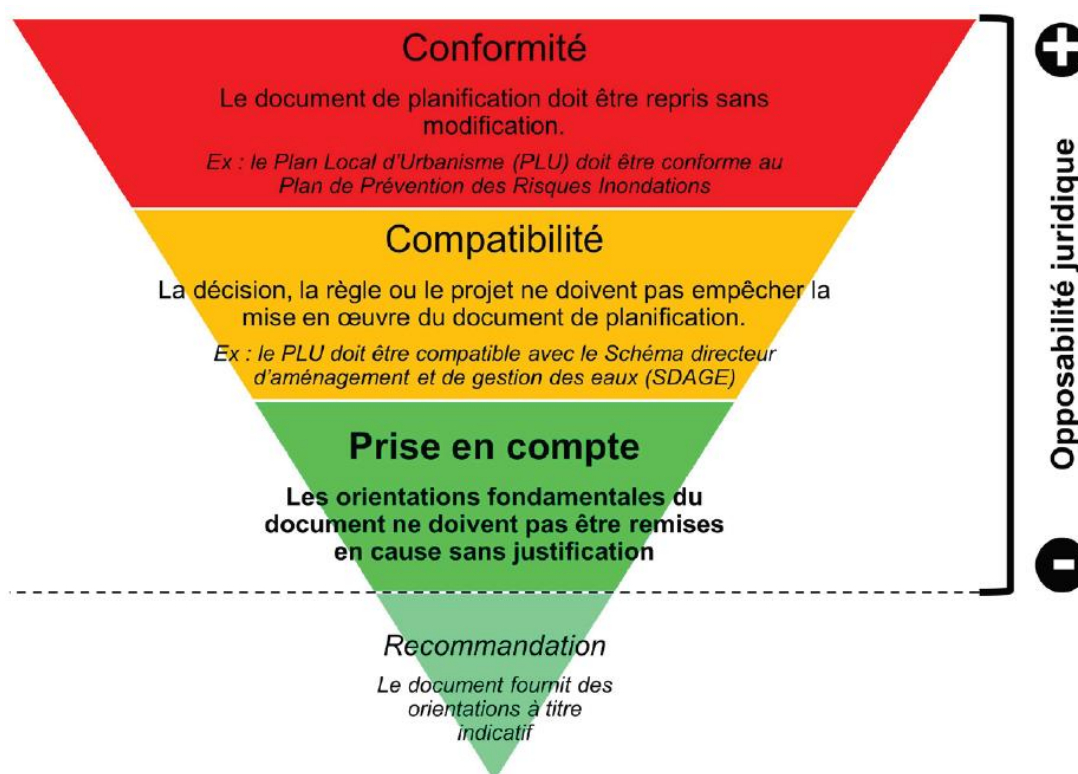 Conformité
Le document de planification doit être repris sans
modification.
Ex : le Plan Local d'Urbanisme (PLU) doit être conforme au
Plan de Prévention des Risques Inondations
Compatibilité
La décision, la règle ou le projet ne doivent pas empêcher la
mise en œuvre du document de planification.
Ex : le PLU doit être compatible avec le Schéma directeur
d'aménagement et de gestion des eaux (SDAGE)
Prise en compte
Les orientations fondamentales du
document ne doivent pas être remises
en cause sans justification
Recommandation
Le document fournit des
orientations à titre
indicatif
+
Opposabilité juridique
-